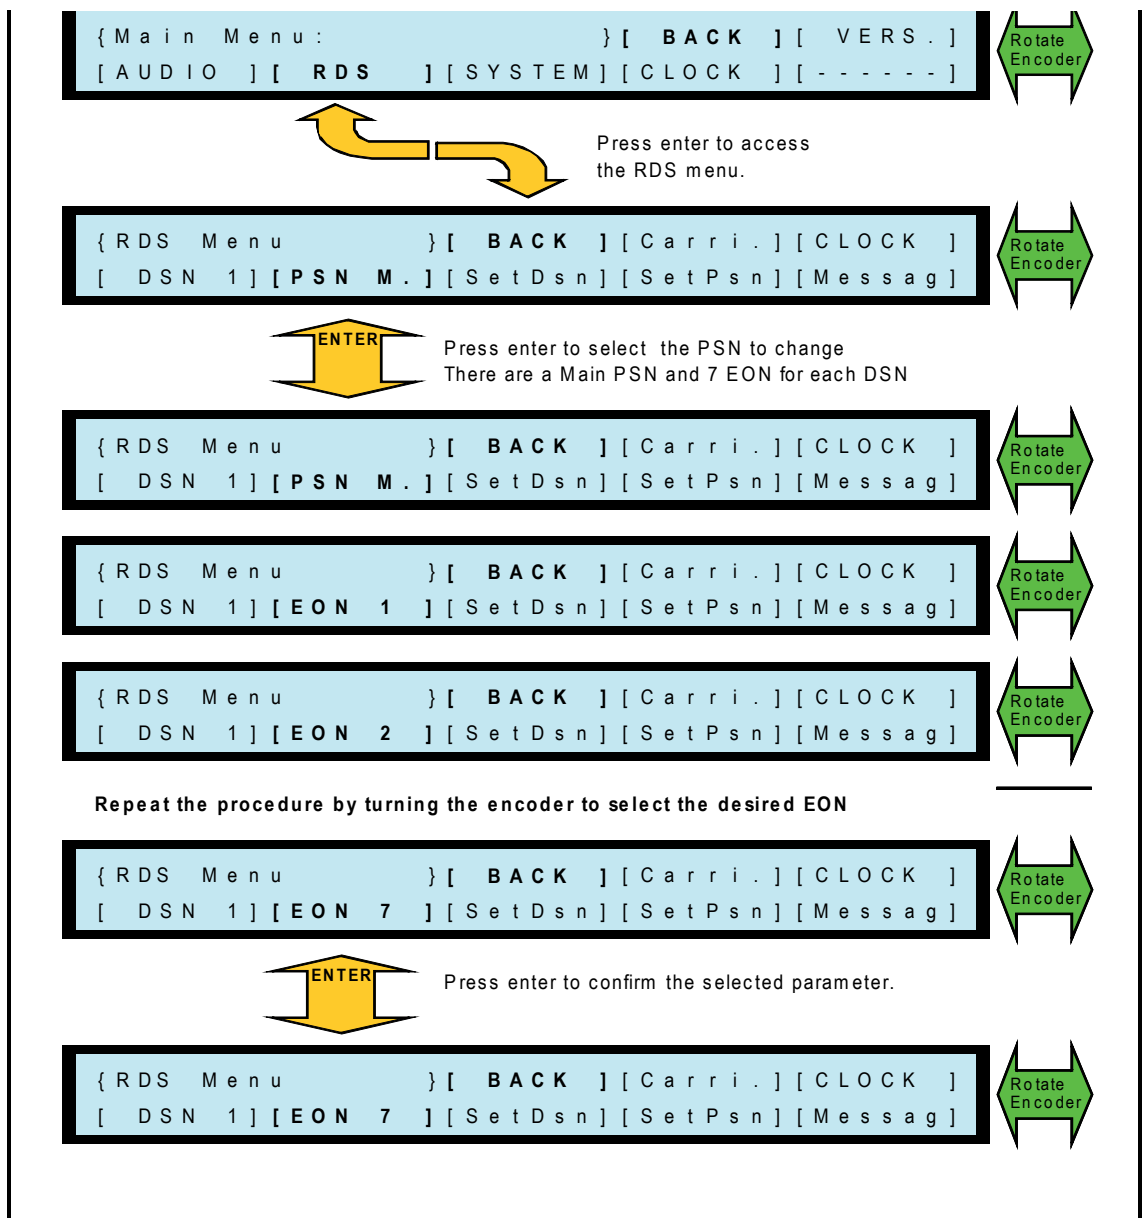 {Main Menu: }[ BACK ][ VERS.]
[AUDIO ][ RDS ][SYSTEM][CLOCK ][------]
Rotate
Encoder
Press enter to access
the RDS menu.
{RDS Menu }[ BACK ][Carri.][CLOCK ]
[ DSN 1][PSN M.][SetDsn][SetPsn][Messag]
Rotate
Encoder
ENTER
Press enter to select the PSN to change
There are a Main PSN and 7 EON for each DSN
{RDS Menu }[ BACK ][Carri.][CLOCK ]
[ DSN 1][PSN M.][SetDsn][SetPsn][Messag]
Rotate
Encoder
{RDS Menu }[ BACK ][Carri.][CLOCK ]
[ DSN 1][EON 1 ][SetDsn][SetPsn][Messag]
Rotate
Encoder
{RDS Menu }[ BACK ][Carri.][CLOCK ]
[ DSN 1][EON 2 ][SetDsn][SetPsn][Messag]
Rotate
Encoder
Repeat the procedure by turning the encoder to select the desired EON
{RDS Menu }[ BACK ][Carri.][CLOCK ]
[ DSN 1][EON 7 ][SetDsn][SetPsn][Messag]
Rotate
Encoder
ENTER
Press enter to confirm the selected parameter.
{RDS Menu }[ BACK ][Carri.][CLOCK ]
[ DSN 1][EON 7 ][SetDsn][SetPsn][Messag]
Rotate
Encoder